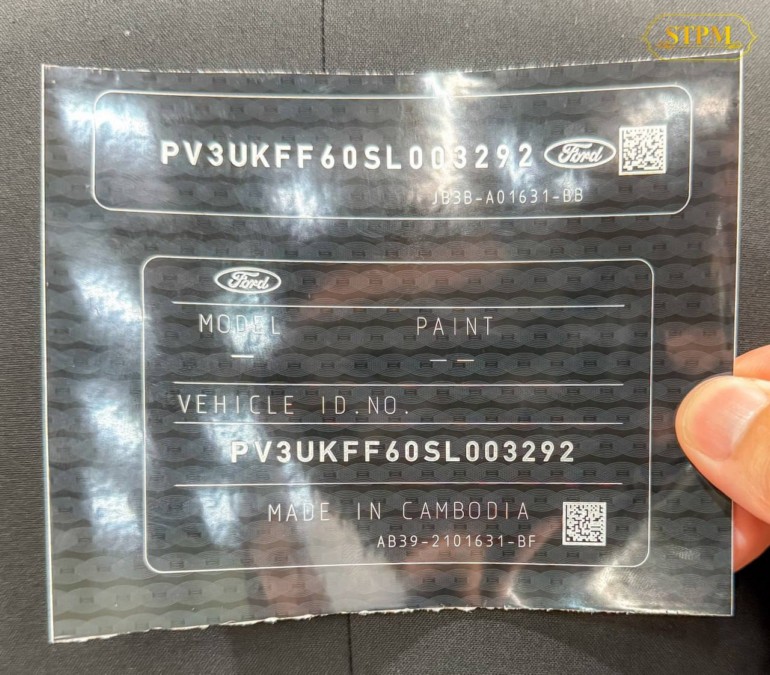 STPM
PV3UKFF60SL003292 Ford
JB3B-A01631-BB
Ford
MODEL PAINT
— — —
VEHICLE ID.NO.
PV3UKFF60SL003292
MADE IN CAMBODIA
AB39-2101631-BF